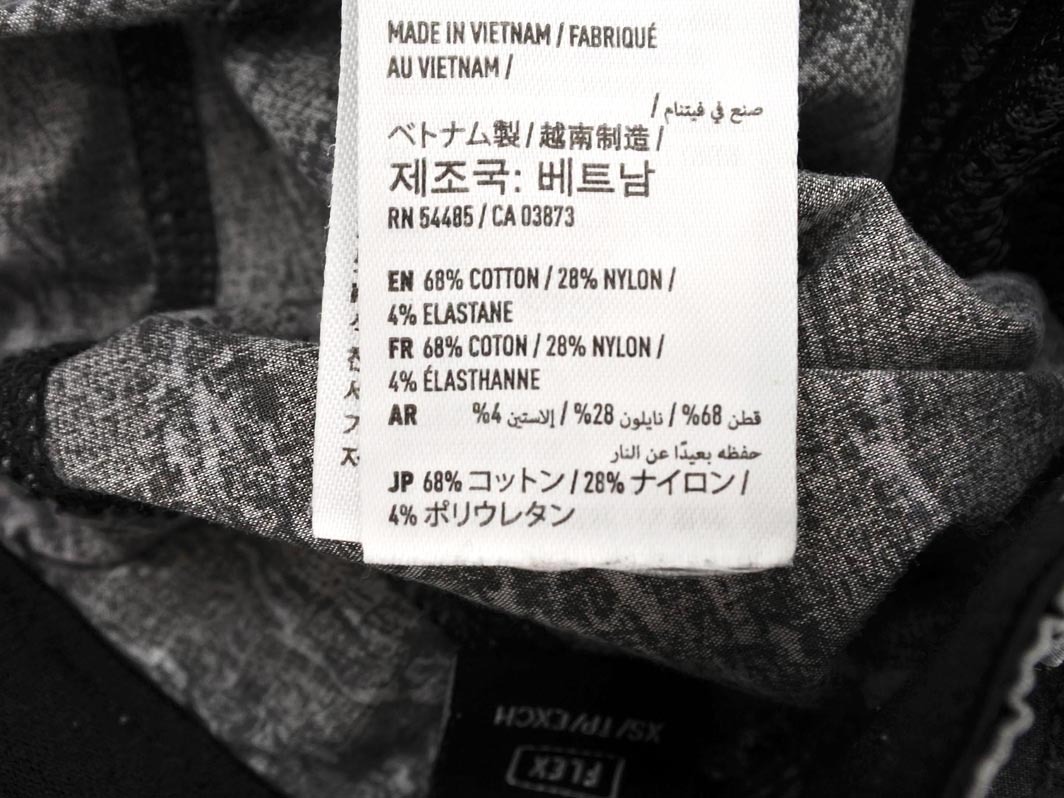 MADE IN VIETNAM / FABRIQUÉ
AU VIETNAM /
صنع في فيتنام /
ベトナム製 / 越南制造 /
제조국: 베트남
RN 54485 / CA 03873
EN 68% COTTON / 28% NYLON /
4% ELASTANE
FR 68% COTON / 28% NYLON /
4% ÉLASTHANNE
AR قطن 68% / نايلون 28% / إلاستين 4%
حفظه بعيدًا عن النار
JP 68% コットン / 28% ナイロン /
4% ポリウレタン
XS/TP/EXCH
FLEX